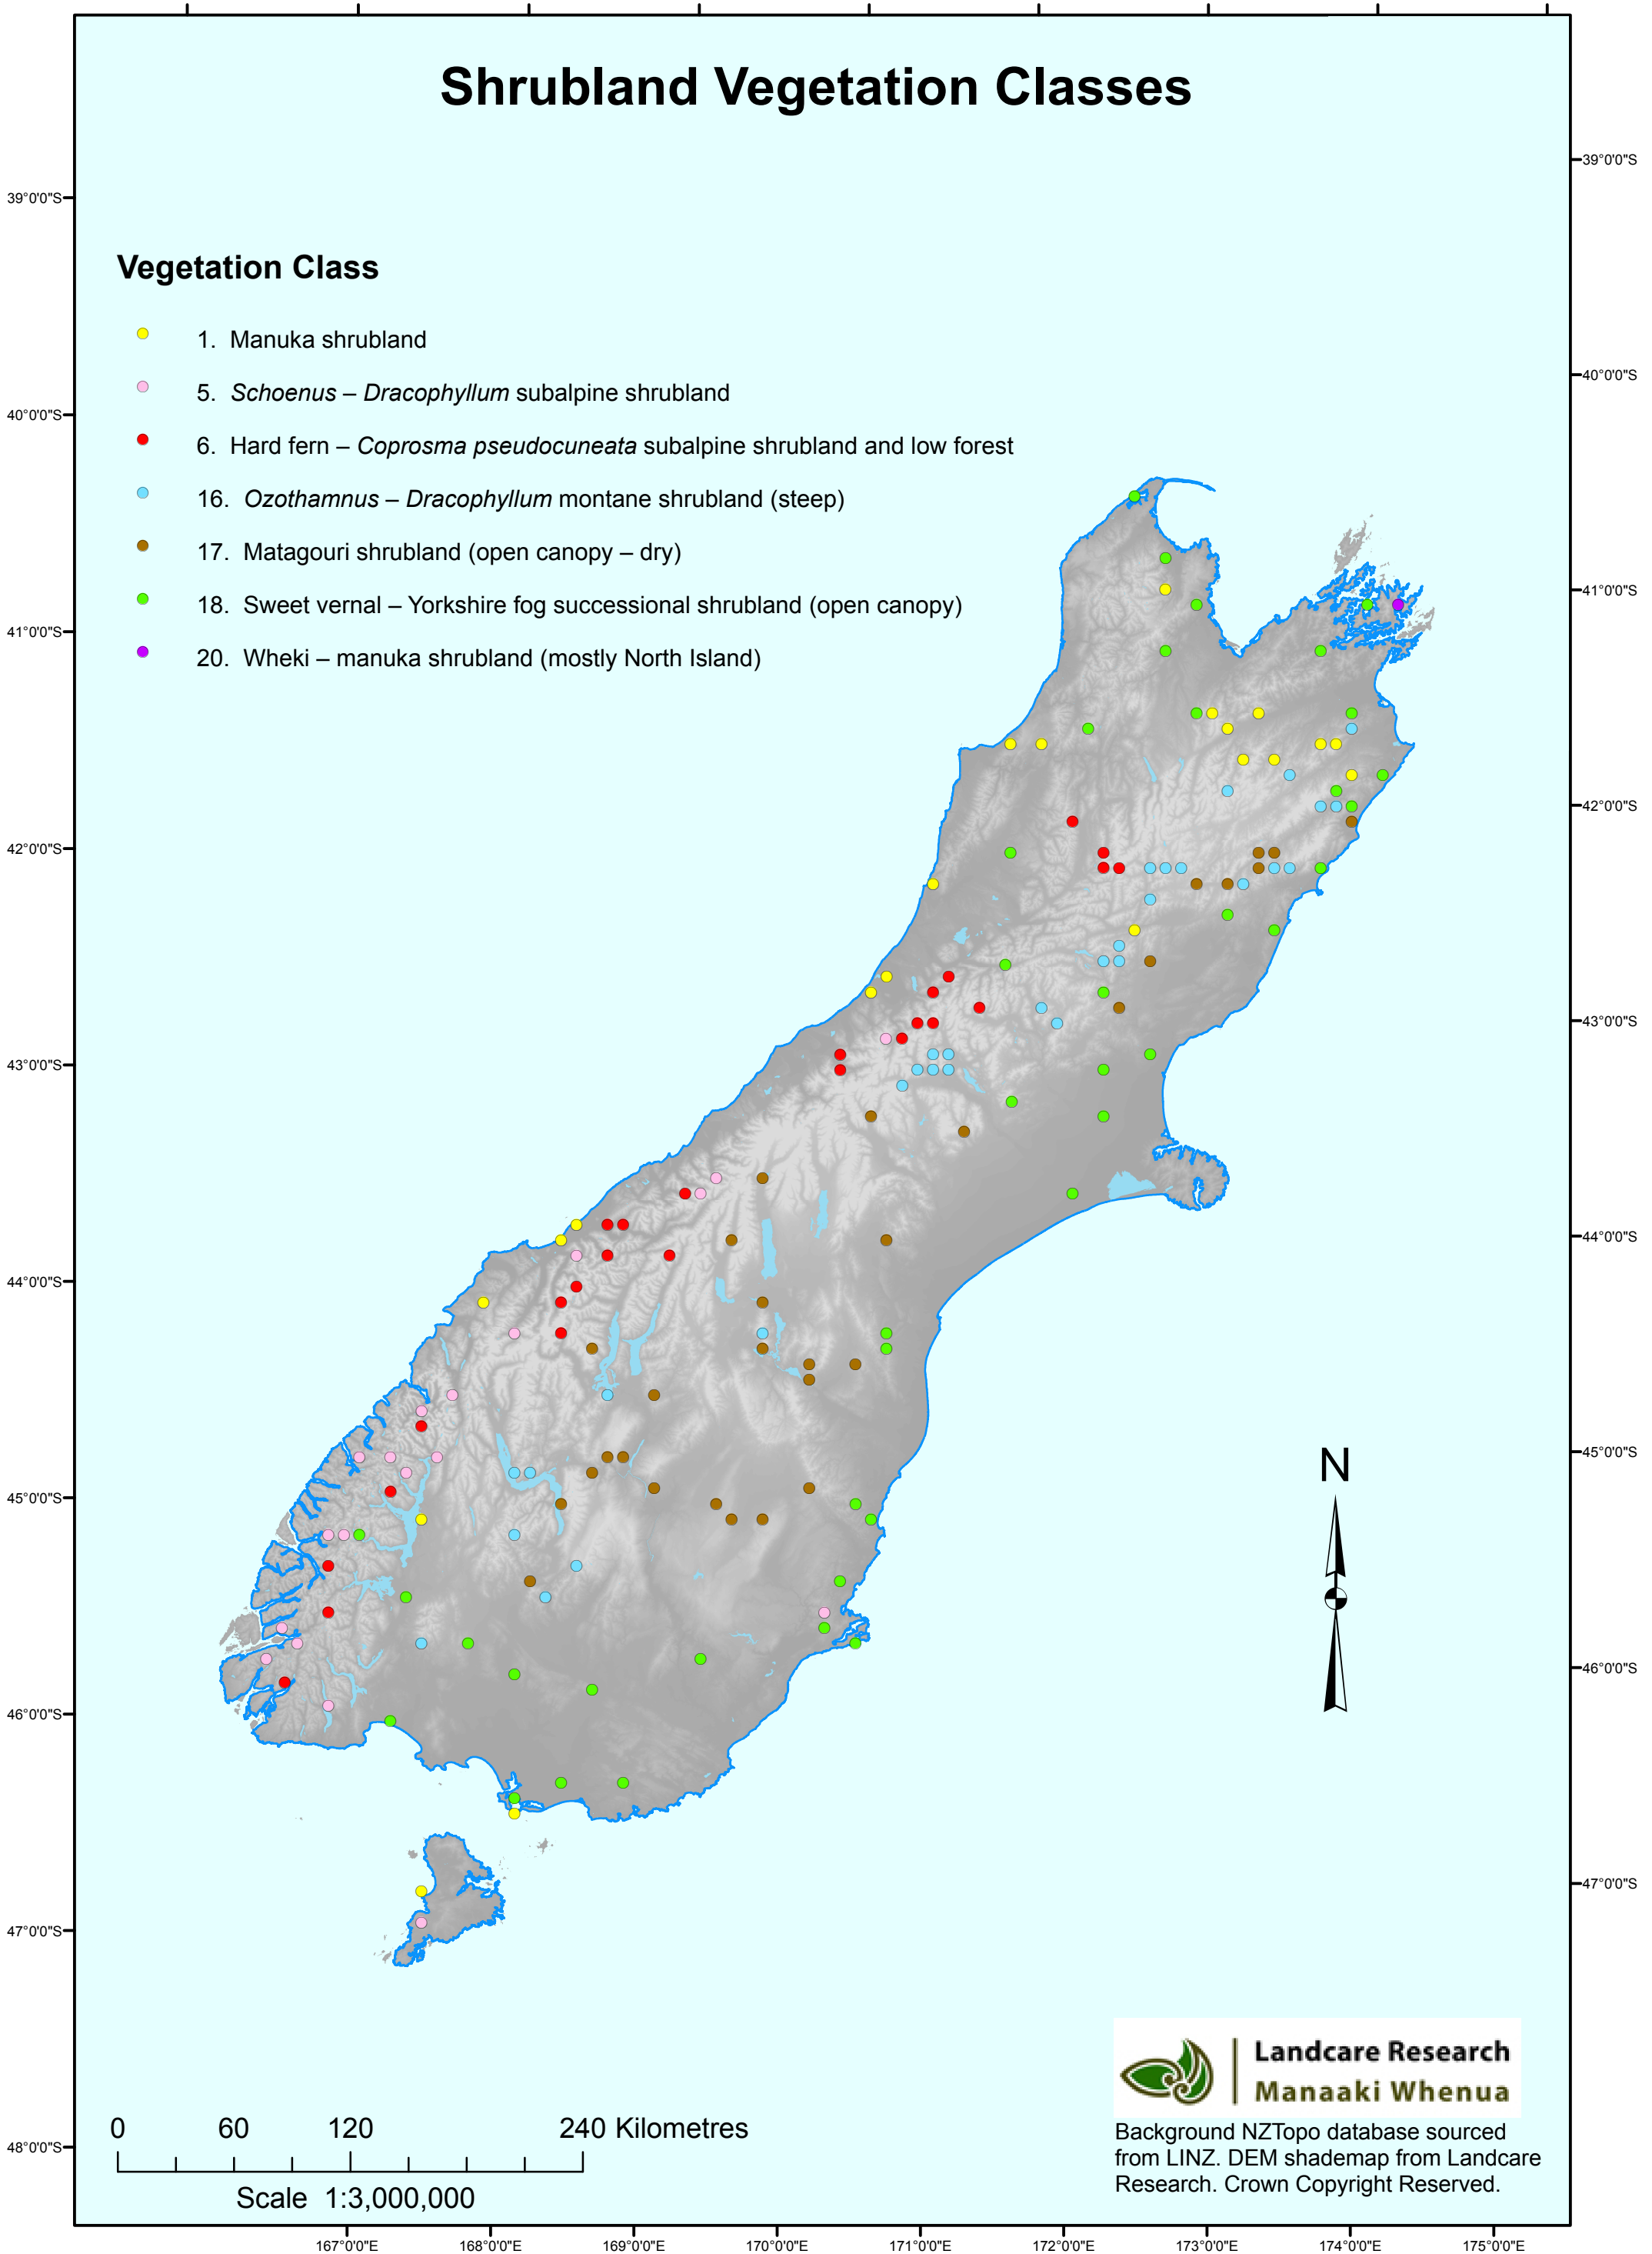 Shrubland Vegetation Classes
Vegetation Class
1. Manuka shrubland
5. Schoenus – Dracophyllum subalpine shrubland
6. Hard fern – Coprosma pseudocuneata subalpine shrubland and low forest
16. Ozothamnus – Dracophyllum montane shrubland (steep)
17. Matagouri shrubland (open canopy – dry)
18. Sweet vernal – Yorkshire fog successional shrubland (open canopy)
20. Wheki – manuka shrubland (mostly North Island)
39°0'0"S
40°0'0"S
41°0'0"S
42°0'0"S
43°0'0"S
44°0'0"S
45°0'0"S
46°0'0"S
47°0'0"S
48°0'0"S
39°0'0"S
40°0'0"S
41°0'0"S
42°0'0"S
43°0'0"S
44°0'0"S
45°0'0"S
46°0'0"S
47°0'0"S
N
0 60 120 240 Kilometres
Scale 1:3,000,000
Landcare Research
Manaaki Whenua
Background NZTopo database sourced
from LINZ. DEM shademap from Landcare
Research. Crown Copyright Reserved.
167°0'0"E 168°0'0"E 169°0'0"E 170°0'0"E 171°0'0"E 172°0'0"E 173°0'0"E 174°0'0"E 175°0'0"E